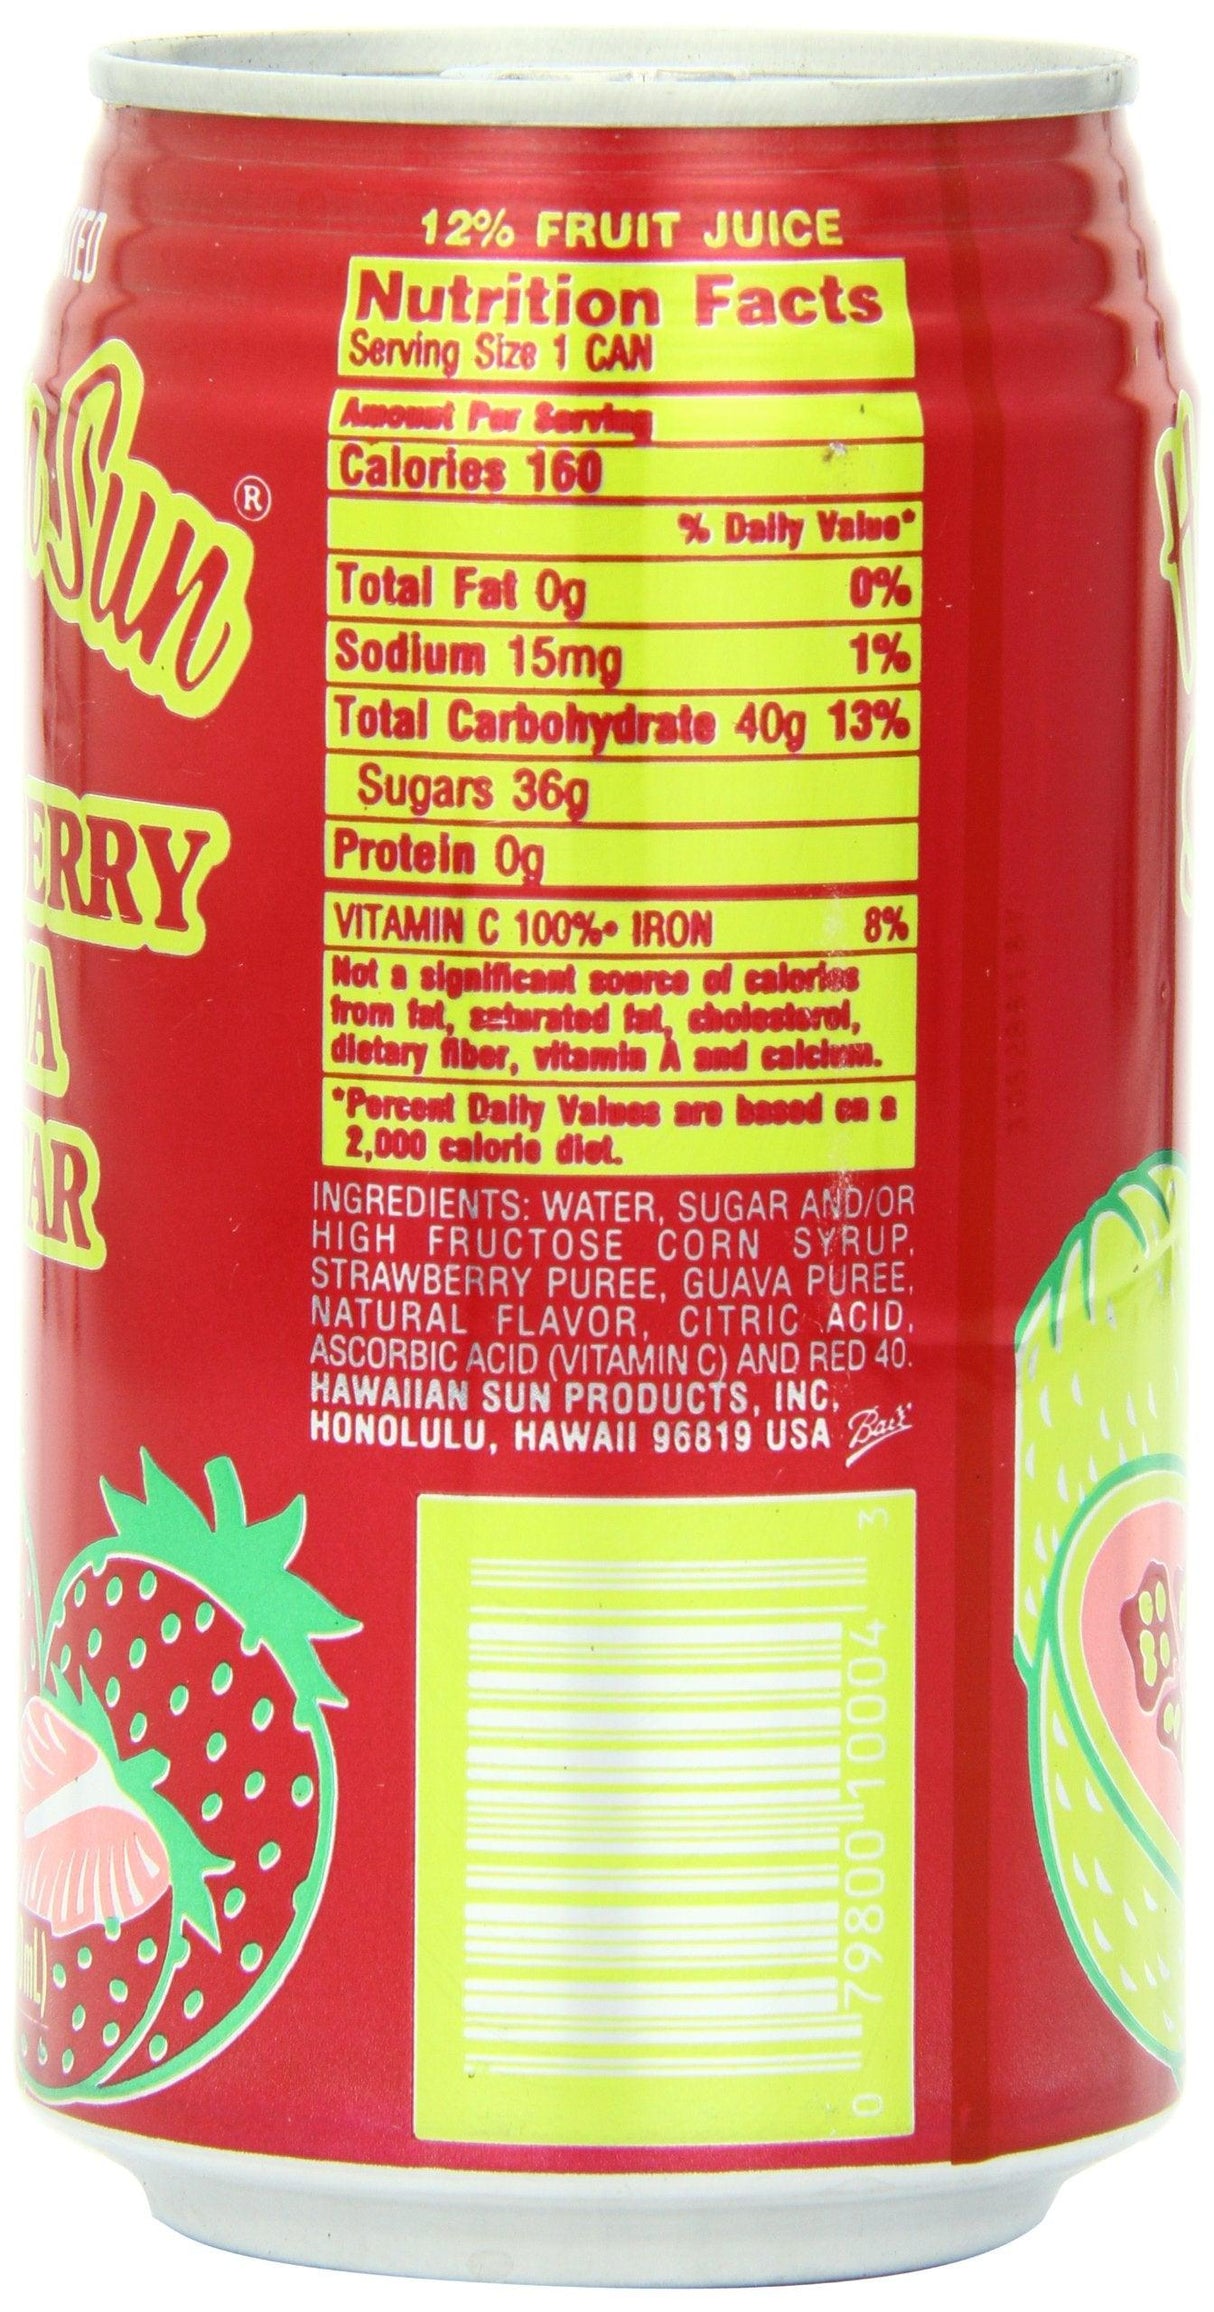 12% FRUIT JUICE
Nutrition Facts
Serving Size 1 CAN
Amount Per Serving
Calories 160
% Daily Value*
Total Fat 0g 0%
Sodium 15mg 1%
Total Carbohydrate 40g 13%
Sugars 36g
Protein 0g
VITAMIN C 100%• IRON 8%
Not a significant source of calories
from fat, saturated fat, cholesterol,
dietary fiber, vitamin A and calcium.
*Percent Daily Values are based on a
2,000 calorie diet.
INGREDIENTS: WATER, SUGAR AND/OR
HIGH FRUCTOSE CORN SYRUP,
STRAWBERRY PUREE, GUAVA PUREE,
NATURAL FLAVOR, CITRIC ACID,
ASCORBIC ACID (VITAMIN C) AND RED 40.
HAWAIIAN SUN PRODUCTS, INC.
HONOLULU, HAWAII 96819 USA Ball
0 79800 10004 3
Sun®
ERRY
AR
mL)